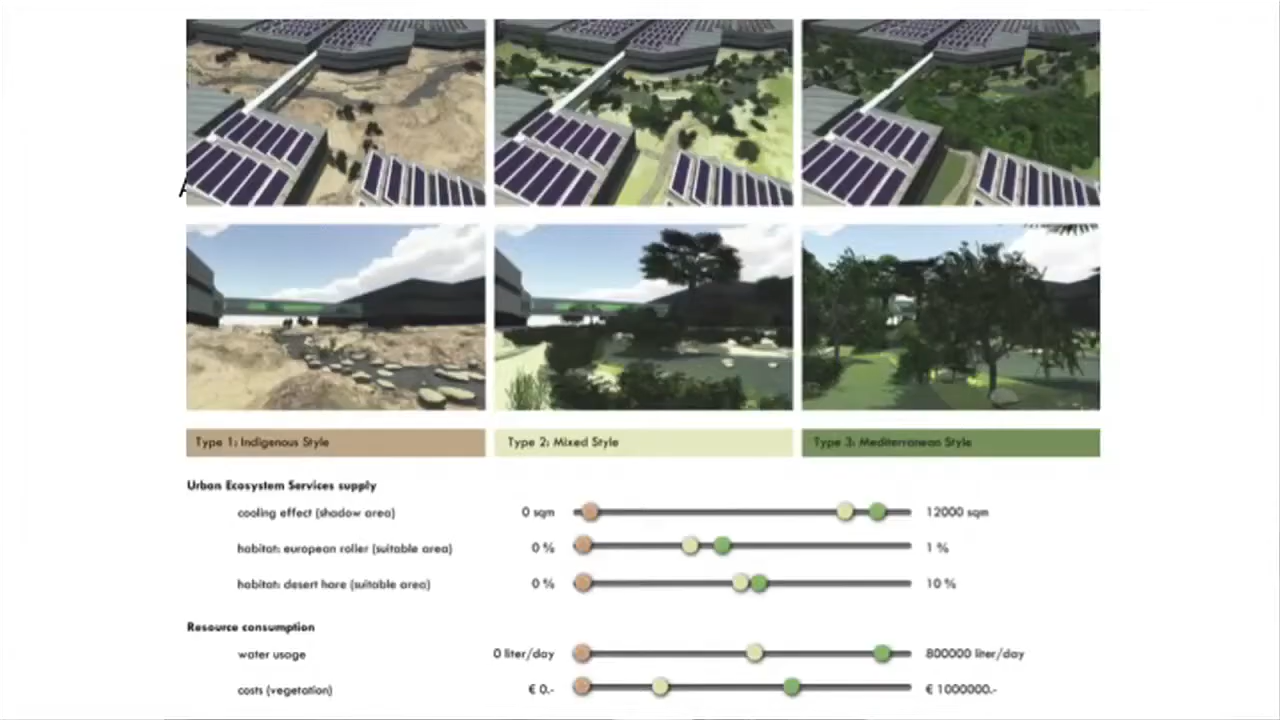 Type 1: Indigenous Style
Type 2: Mixed Style
Type 3: Mediterranean Style
Urban Ecosystem Services supply
cooling effect (shadow area) 0 sqm 12000 sqm
habitat: european roller (suitable area) 0 % 1 %
habitat: desert hare (suitable area) 0 % 10 %
Resource consumption
water usage 0 liter/day 800000 liter/day
costs (vegetation) € 0.- € 1000000.-